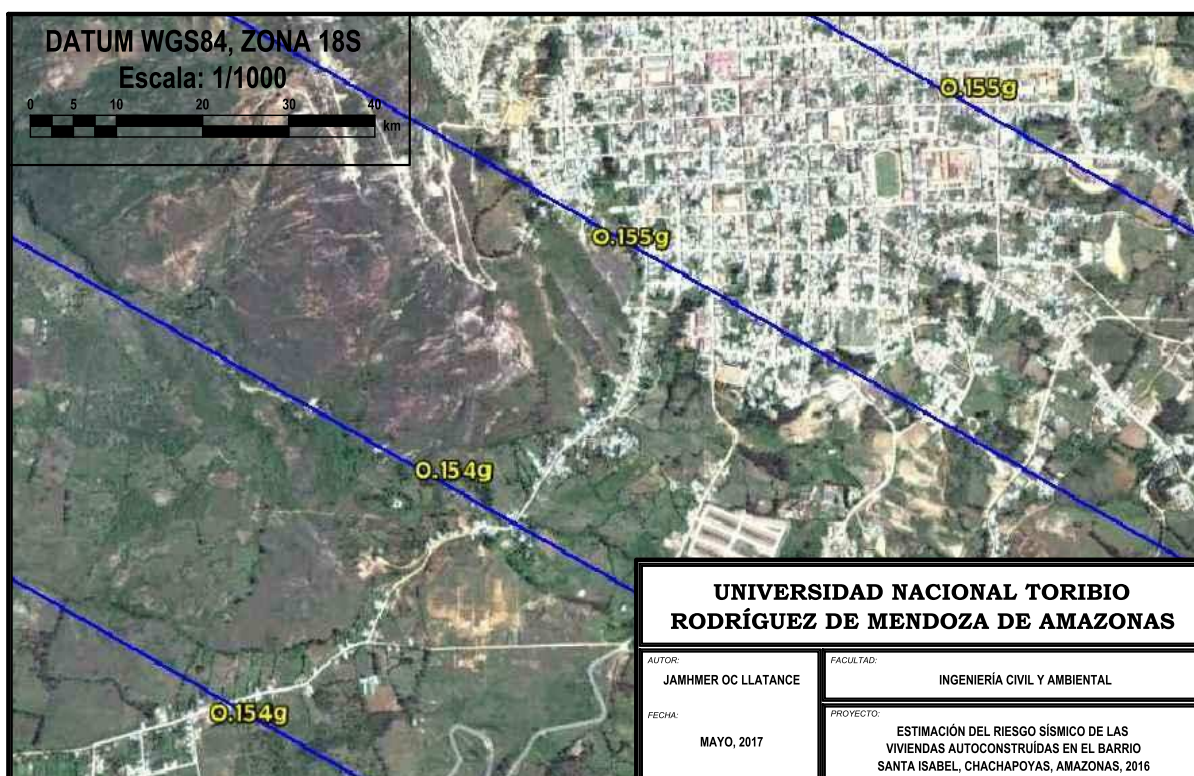 DATUM WGS84, ZONA 18S
Escala: 1/1000
0 5 10 20 30 40
km
0.155g
0.155g
0.154g
0.154g
UNIVERSIDAD NACIONAL TORIBIO
RODRÍGUEZ DE MENDOZA DE AMAZONAS
AUTOR:
JAMHMER OC LLATANCE
FACULTAD:
INGENIERÍA CIVIL Y AMBIENTAL
FECHA:
MAYO, 2017
PROYECTO:
ESTIMACIÓN DEL RIESGO SÍSMICO DE LAS
VIVIENDAS AUTOCONSTRUÍDAS EN EL BARRIO
SANTA ISABEL, CHACHAPOYAS, AMAZONAS, 2016